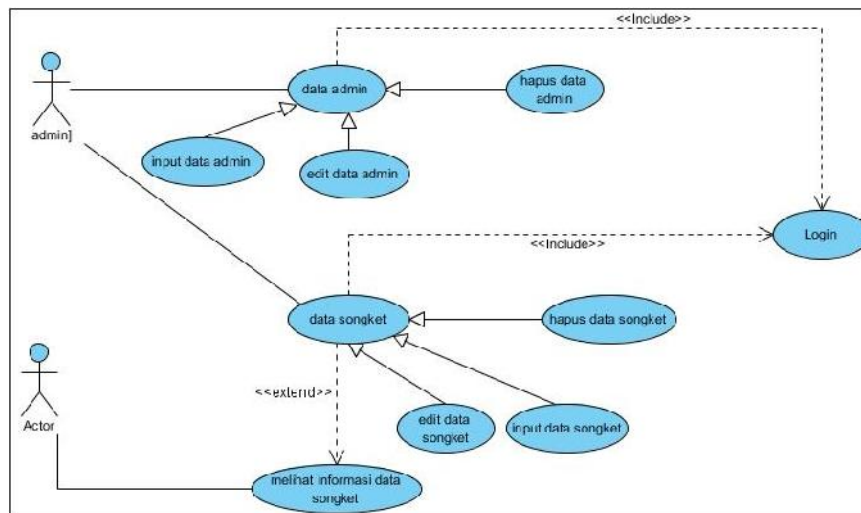 <<Include>>
data admin
hapus data
admin
admin]
input data admin
edit data admin
Login
<<Include>>
data songket
hapus data songket
<<extend>>
Actor
edit data
songket
input data songket
melihat informasi data
songket